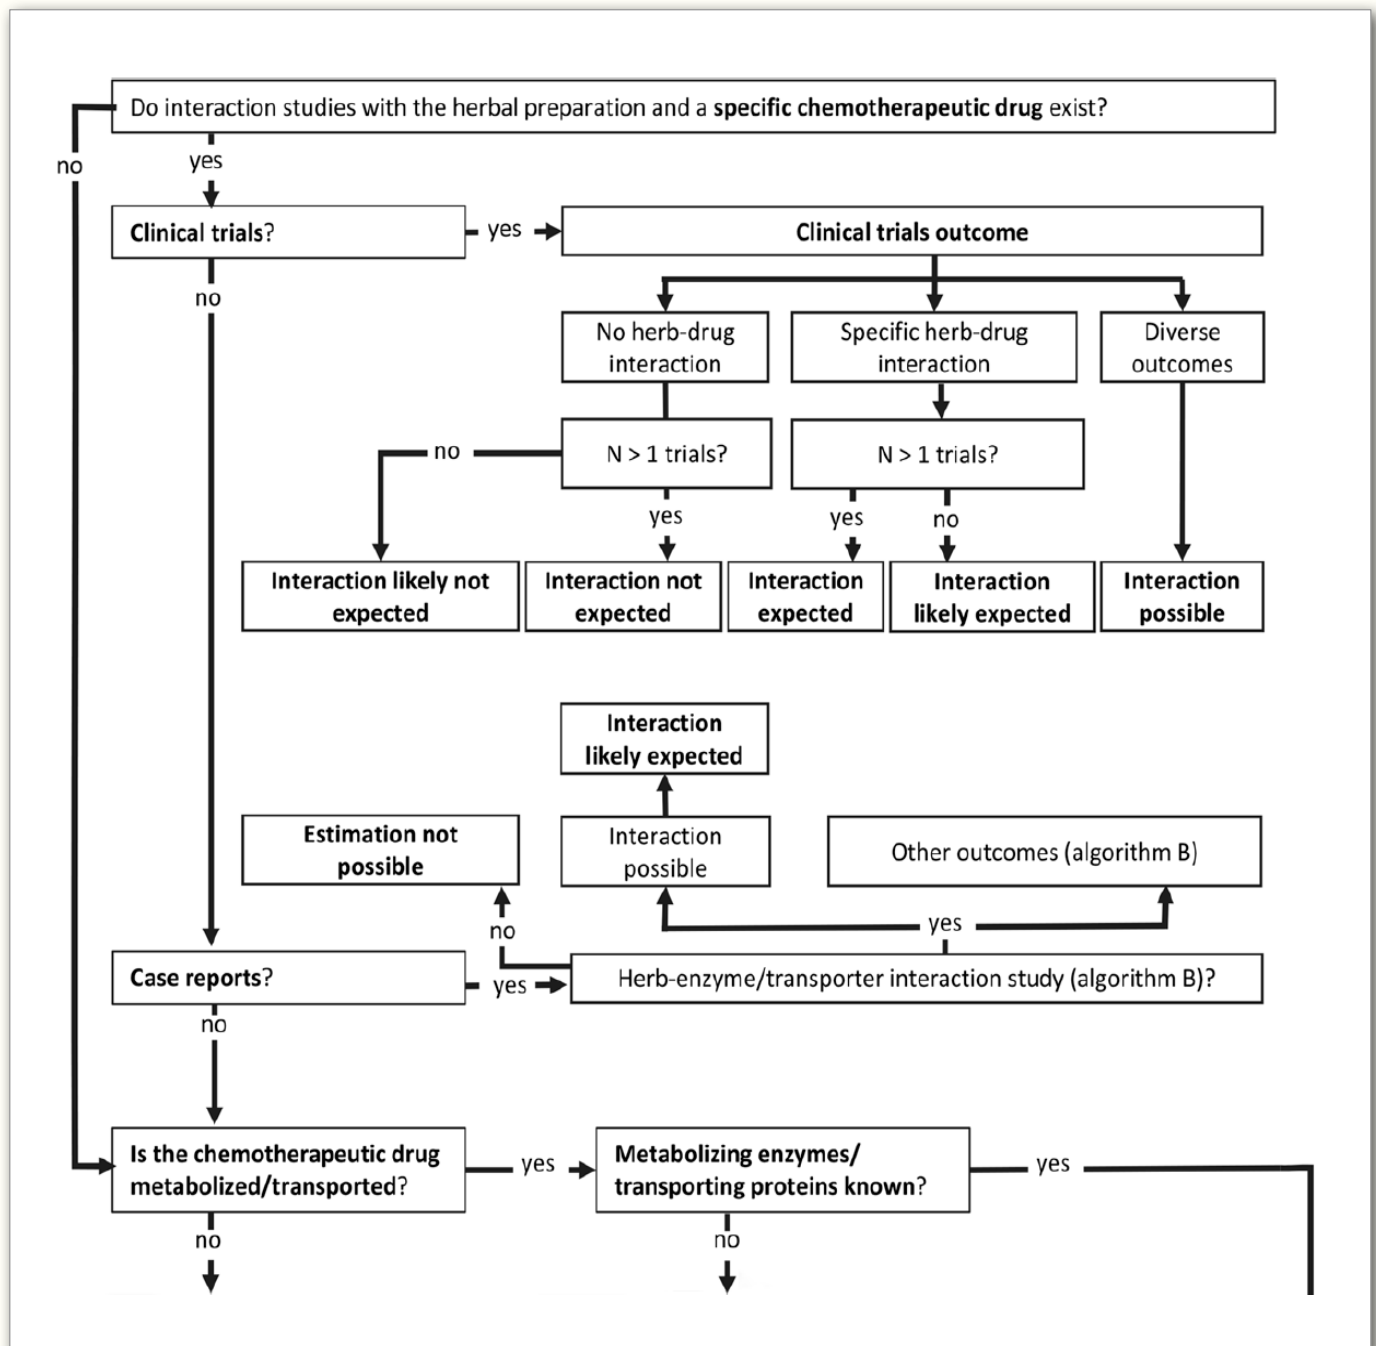 Do interaction studies with the herbal preparation and a specific chemotherapeutic drug exist?
no
yes
Clinical trials?
yes
Clinical trials outcome
no
No herb-drug
interaction
Specific herb-drug
interaction
Diverse
outcomes
no
N > 1 trials?
N > 1 trials?
yes
yes
no
Interaction likely not
expected
Interaction not
expected
Interaction
expected
Interaction
likely expected
Interaction
possible
Interaction
likely expected
Estimation not
possible
Interaction
possible
Other outcomes (algorithm B)
no
yes
Case reports?
yes
Herb-enzyme/transporter interaction study (algorithm B)?
no
Is the chemotherapeutic drug
metabolized/transported?
yes
Metabolizing enzymes/
transporting proteins known?
yes
no
no